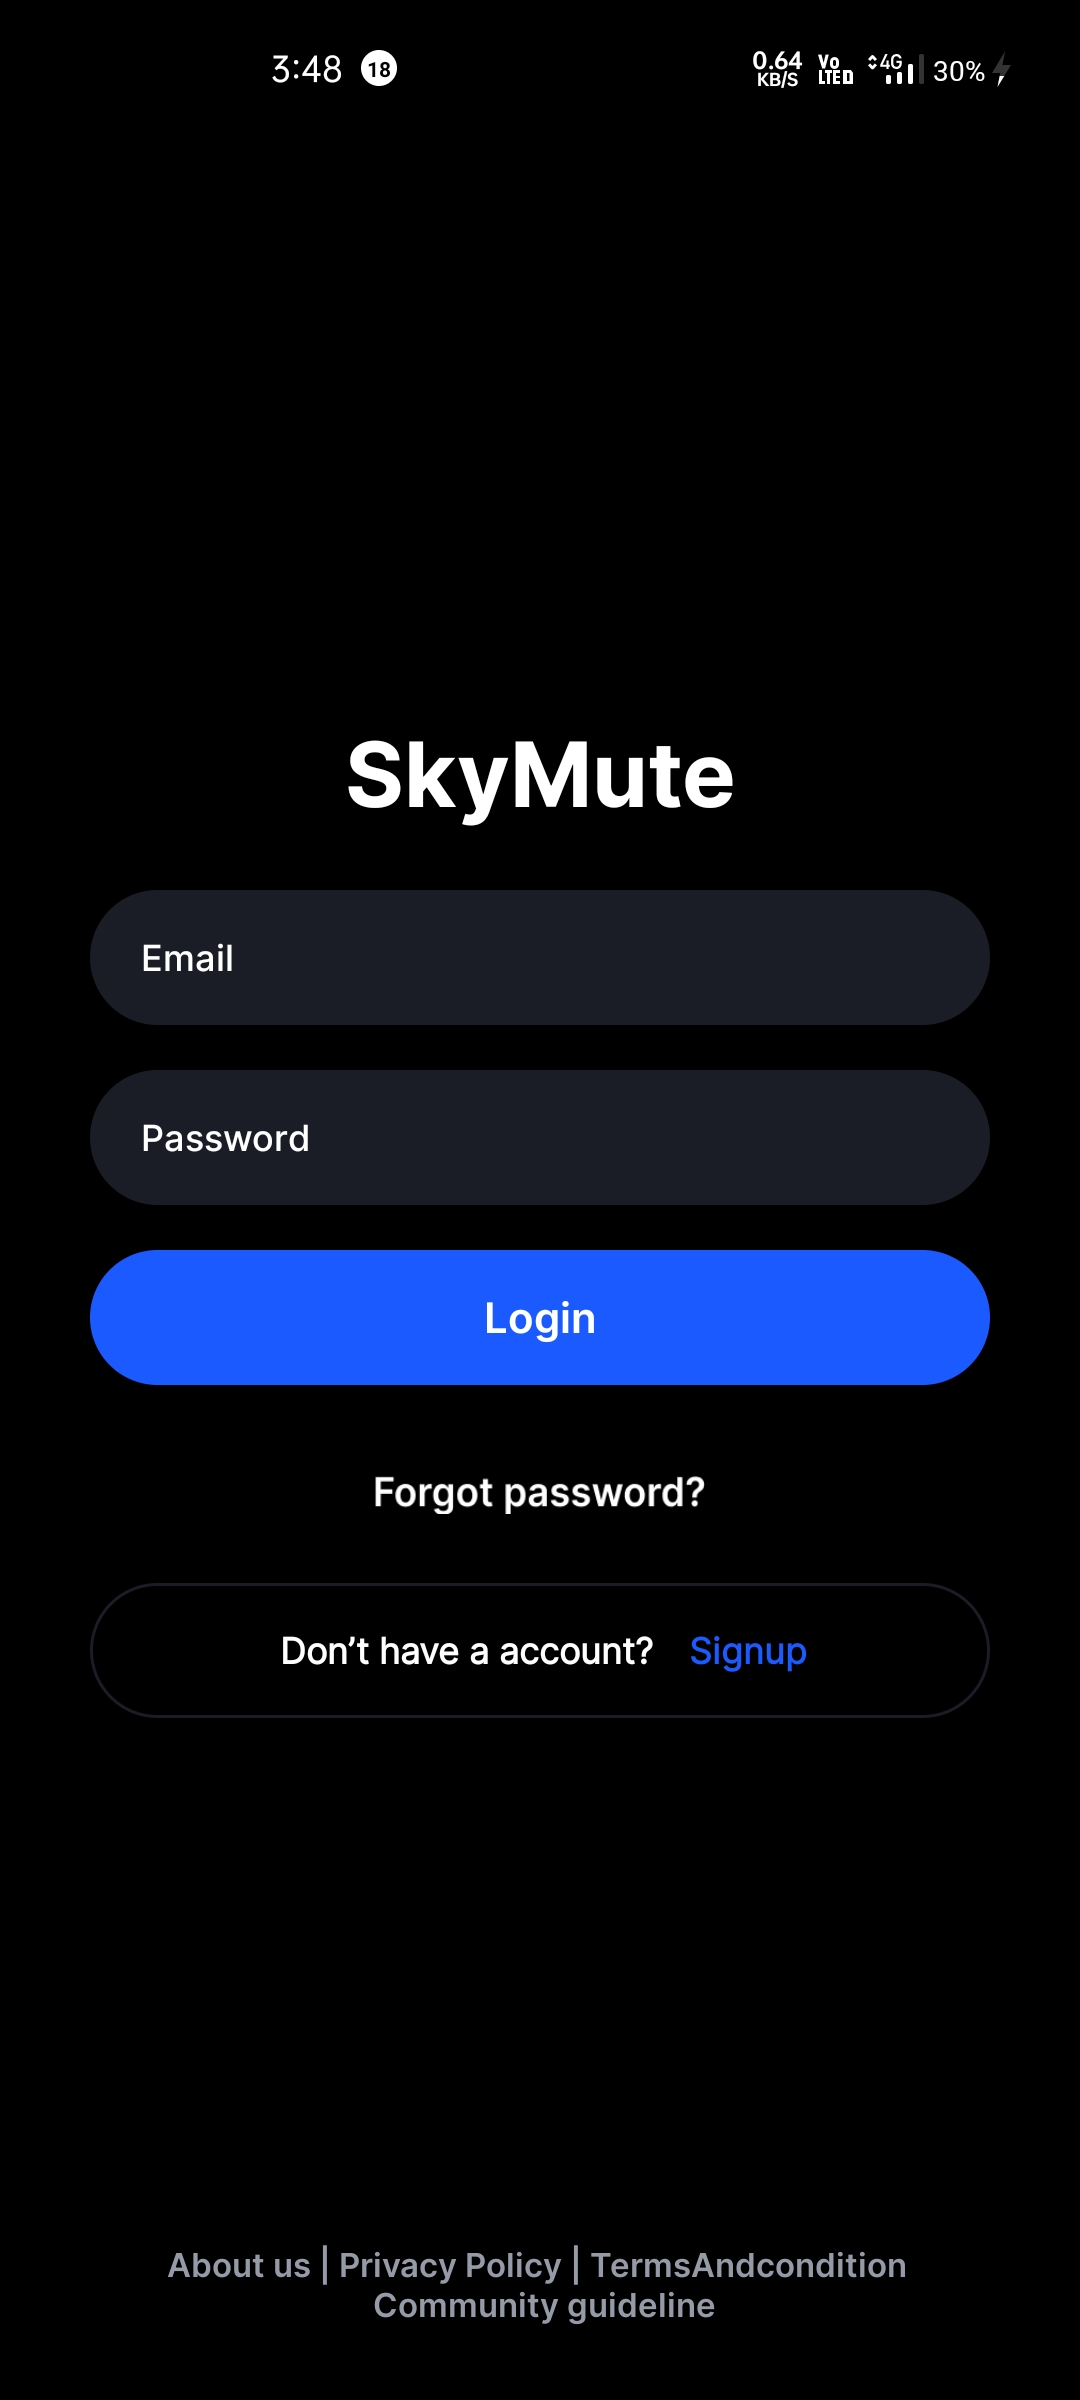 3:48 18 0.64 KB/S Vo LTE 4G 30%
SkyMute
Email
Password
Login
Forgot password?
Don’t have a account? Signup
About us | Privacy Policy | TermsAndcondition
Community guideline